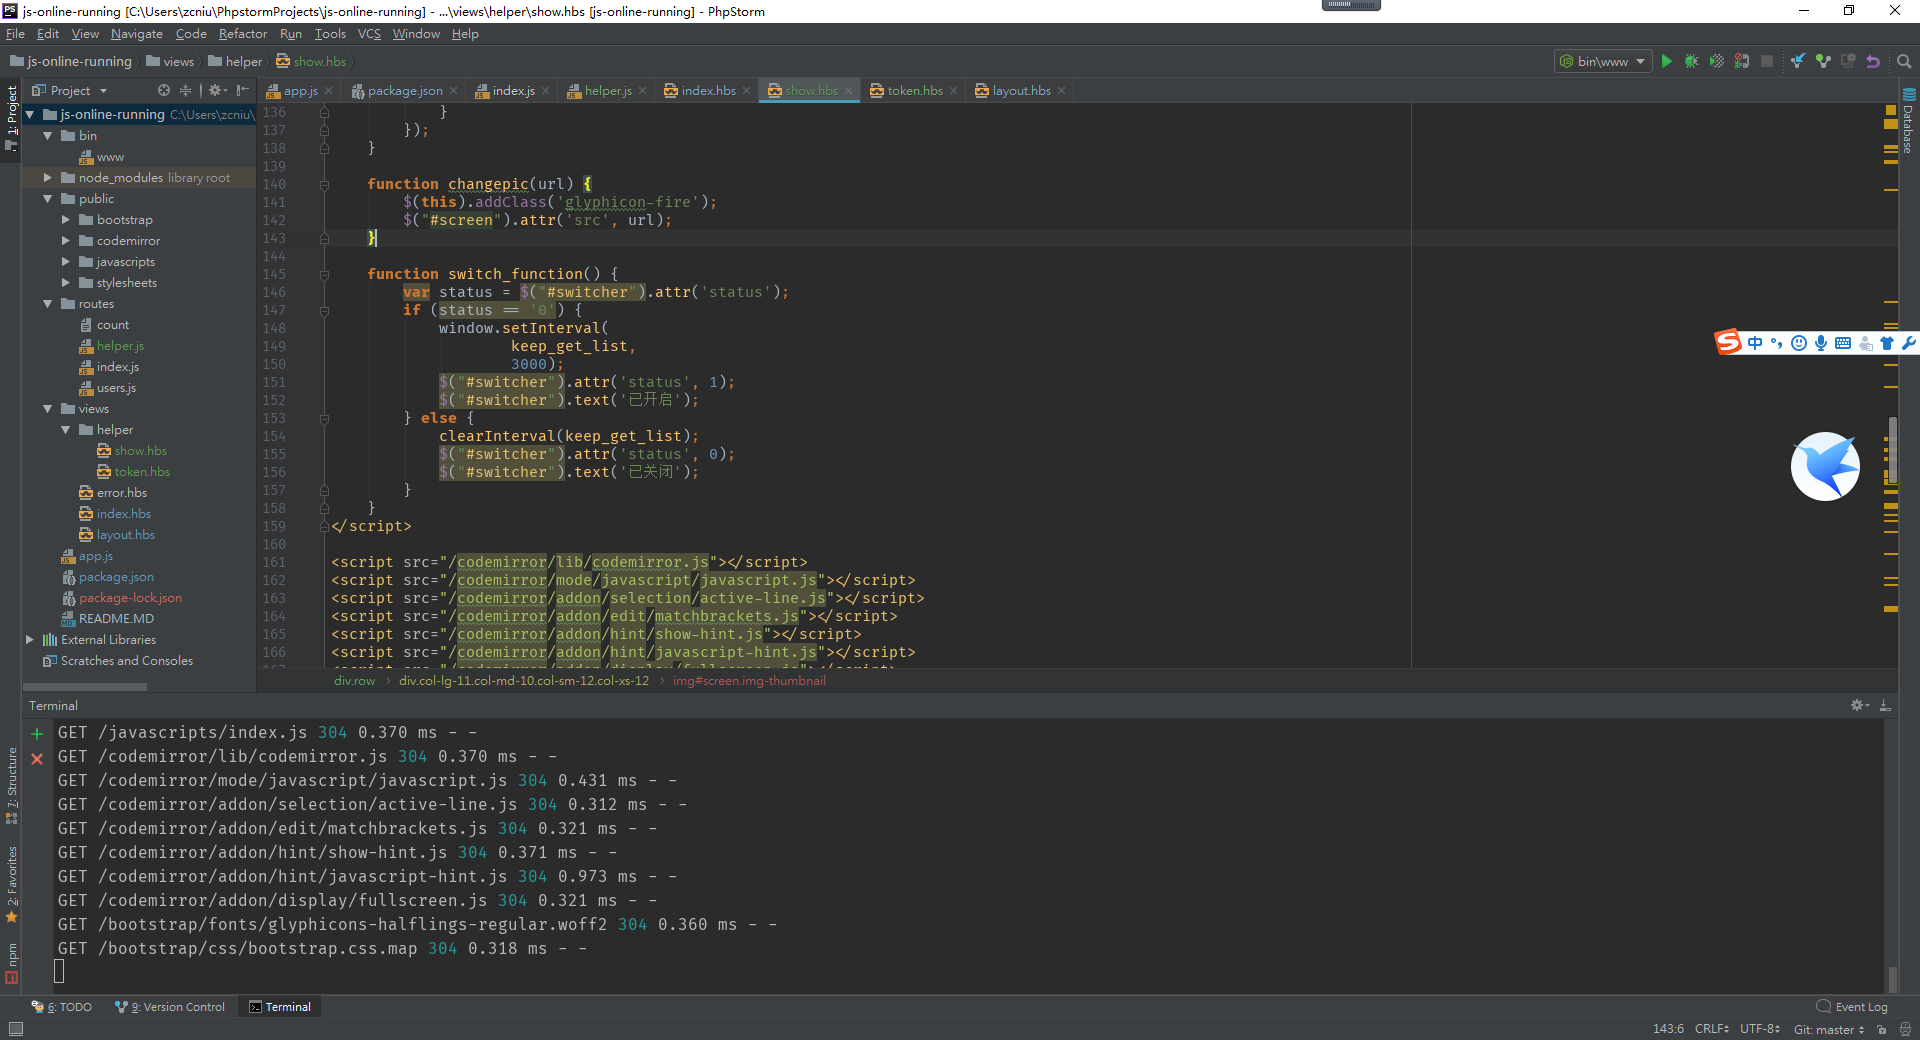 js-online-running [C:\Users\zcniu\PhpstormProjects\js-online-running] - ...\views\helper\show.hbs [js-online-running] - PhpStorm
File Edit View Navigate Code Refactor Run Tools VCS Window Help
js-online-running views helper show.hbs
bin\www
1: Project
Project
app.js package.json index.js helper.js index.hbs show.hbs token.hbs layout.hbs
Database
js-online-running C:\Users\zcniu\
bin
www
node_modules library root
public
bootstrap
codemirror
javascripts
stylesheets
routes
count
helper.js
index.js
users.js
views
helper
show.hbs
token.hbs
error.hbs
index.hbs
layout.hbs
app.js
package.json
package-lock.json
README.MD
External Libraries
Scratches and Consoles
136 }
137 });
138 }
139
140 function changepic(url) {
141 $(this).addClass('glyphicon-fire');
142 $("#screen").attr('src', url);
143 }
144
145 function switch_function() {
146 var status = $("#switcher").attr('status');
147 if (status == '0') {
148 window.setInterval(
149 keep_get_list,
150 3000);
151 $("#switcher").attr('status', 1);
152 $("#switcher").text('已开启');
153 } else {
154 clearInterval(keep_get_list);
155 $("#switcher").attr('status', 0);
156 $("#switcher").text('已关闭');
157 }
158 }
159 </script>
160
161 <script src="/codemirror/lib/codemirror.js"></script>
162 <script src="/codemirror/mode/javascript/javascript.js"></script>
163 <script src="/codemirror/addon/selection/active-line.js"></script>
164 <script src="/codemirror/addon/edit/matchbrackets.js"></script>
165 <script src="/codemirror/addon/hint/show-hint.js"></script>
166 <script src="/codemirror/addon/hint/javascript-hint.js"></script>
167 <script src="/codemirror/addon/display/fullscreen.js"></script>
S 中
div.row div.col-lg-11.col-md-10.col-sm-12.col-xs-12 img#screen.img-thumbnail
Terminal
GET /javascripts/index.js 304 0.370 ms - -
GET /codemirror/lib/codemirror.js 304 0.370 ms - -
GET /codemirror/mode/javascript/javascript.js 304 0.431 ms - -
GET /codemirror/addon/selection/active-line.js 304 0.312 ms - -
GET /codemirror/addon/edit/matchbrackets.js 304 0.321 ms - -
GET /codemirror/addon/hint/show-hint.js 304 0.371 ms - -
GET /codemirror/addon/hint/javascript-hint.js 304 0.973 ms - -
GET /codemirror/addon/display/fullscreen.js 304 0.321 ms - -
GET /bootstrap/fonts/glyphicons-halflings-regular.woff2 304 0.360 ms - -
GET /bootstrap/css/bootstrap.css.map 304 0.318 ms - -
7: Structure
2: Favorites
npm
6: TODO 9: Version Control Terminal Event Log
143:6 CRLF UTF-8 Git: master